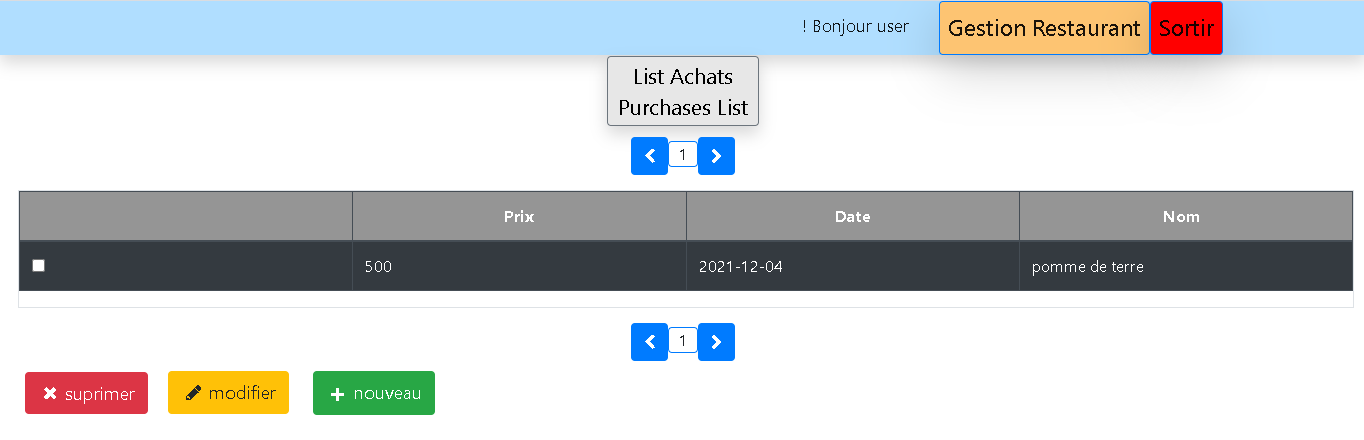 ! Bonjour user
Gestion Restaurant
Sortir
List Achats
Purchases List
1
Prix Date Nom
500 2021-12-04 pomme de terre
1
suprimer modifier nouveau